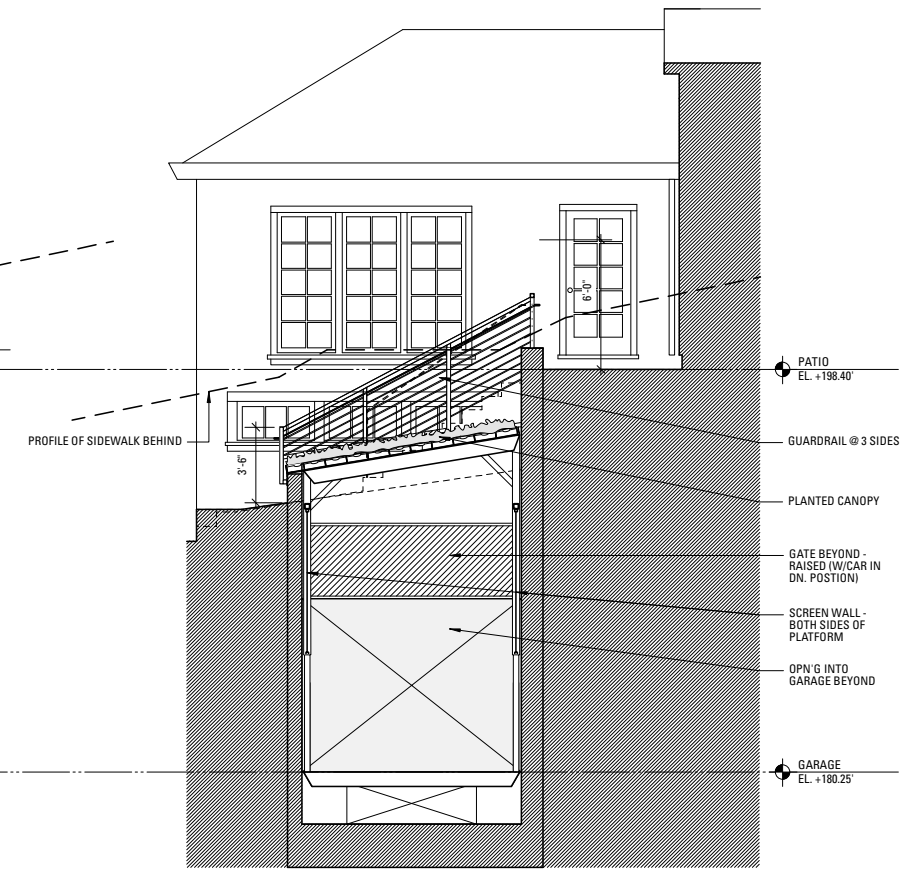 6'-0"
PATIO
EL. +198.40'
PROFILE OF SIDEWALK BEHIND
GUARDRAIL @ 3 SIDES
3'-6"
PLANTED CANOPY
GATE BEYOND -
RAISED (W/CAR IN
DN. POSTION)
SCREEN WALL -
BOTH SIDES OF
PLATFORM
OPN'G INTO
GARAGE BEYOND
GARAGE
EL. +180.25'